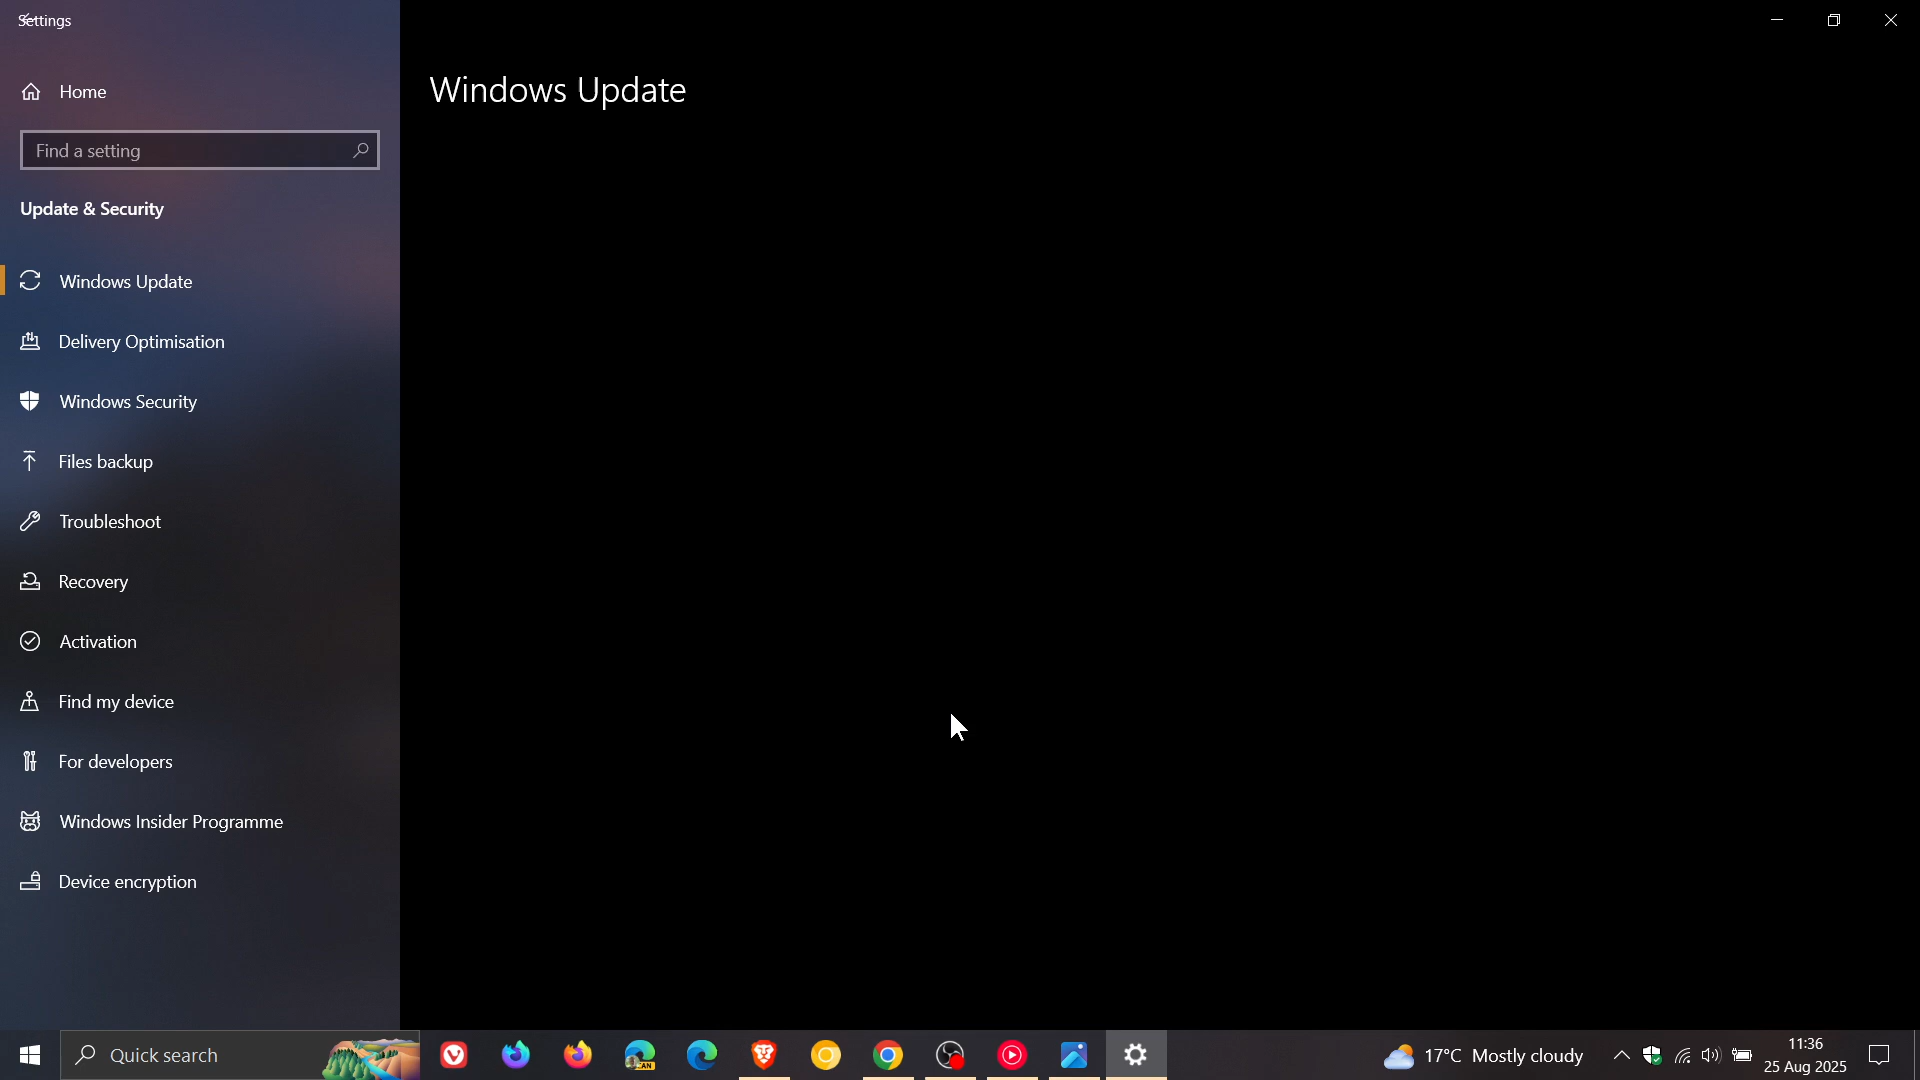 Settings
Home
Find a setting
Update & Security
Windows Update
Delivery Optimisation
Windows Security
Files backup
Troubleshoot
Recovery
Activation
Find my device
For developers
Windows Insider Programme
Device encryption
Windows Update
Quick search
CAN
17°C Mostly cloudy
11:36
25 Aug 2025